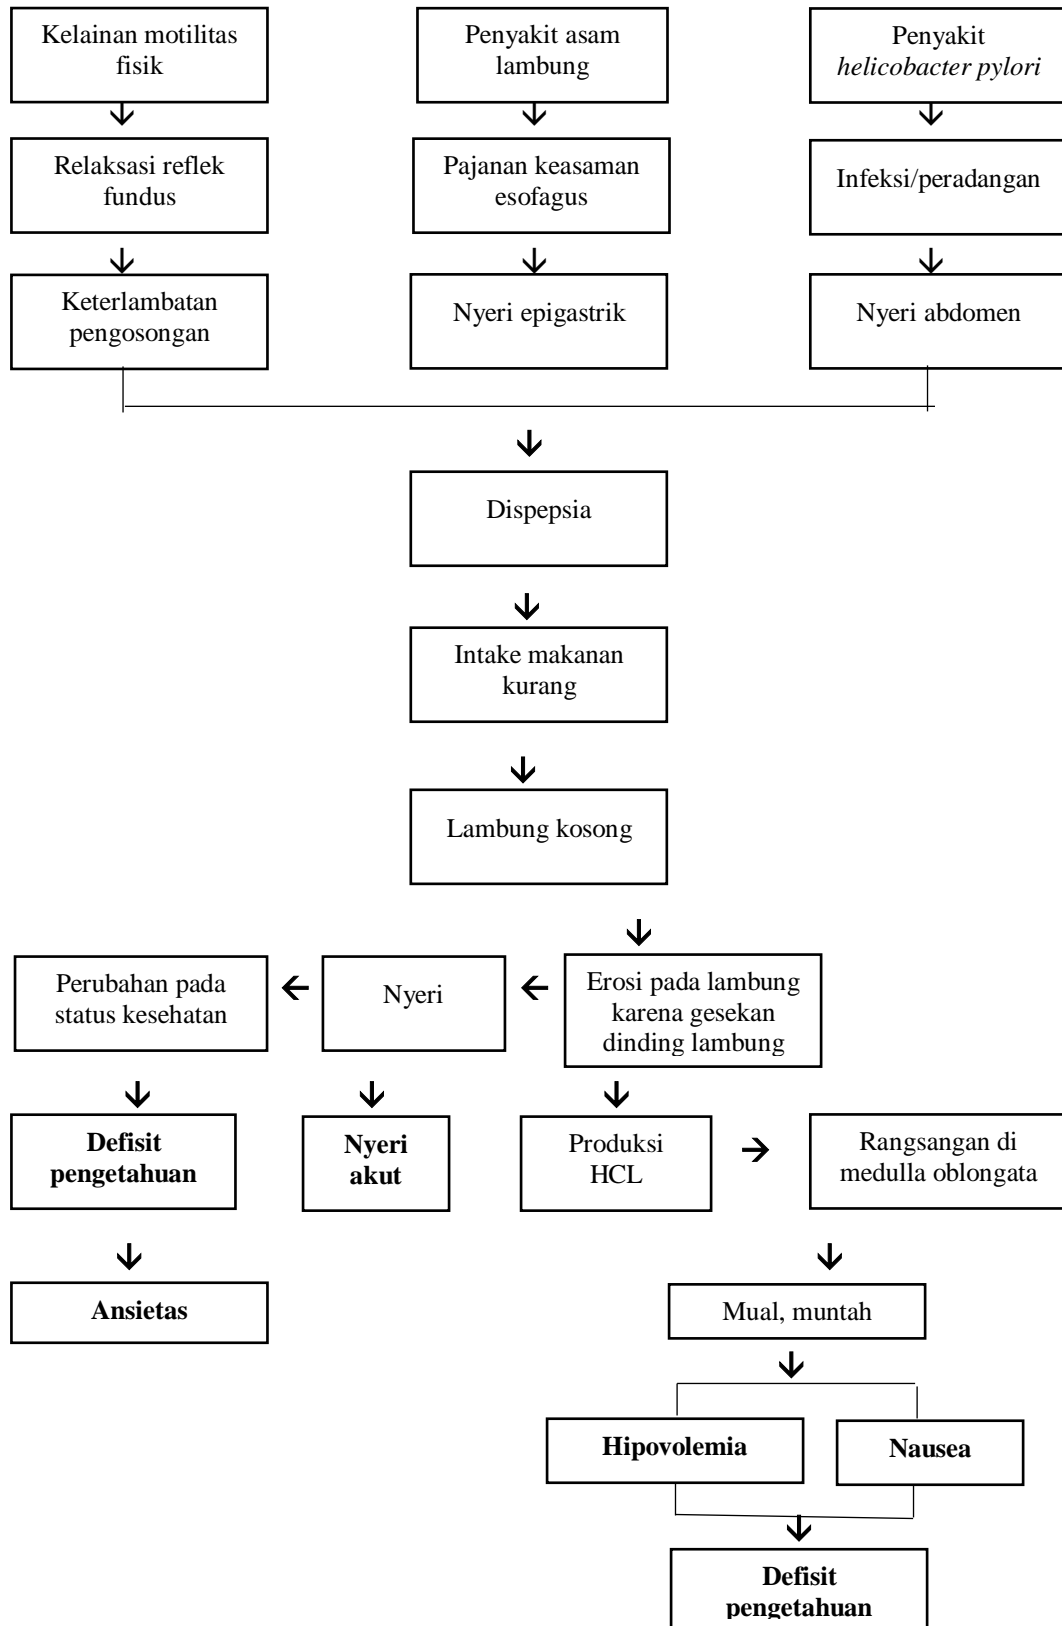 Kelainan motilitas
fisik
Penyakit asam
lambung
Penyakit
helicobacter pylori
Relaksasi reflek
fundus
Pajanan keasaman
esofagus
Infeksi/peradangan
Keterlambatan
pengosongan
Nyeri epigastrik
Nyeri abdomen
Dispepsia
Intake makanan
kurang
Lambung kosong
Perubahan pada
status kesehatan
Nyeri
Erosi pada lambung
karena gesekan
dinding lambung
Defisit
pengetahuan
Nyeri
akut
Produksi
HCL
Rangsangan di
medulla oblongata
Ansietas
Mual, muntah
Hipovolemia
Nausea
Defisit
pengetahuan